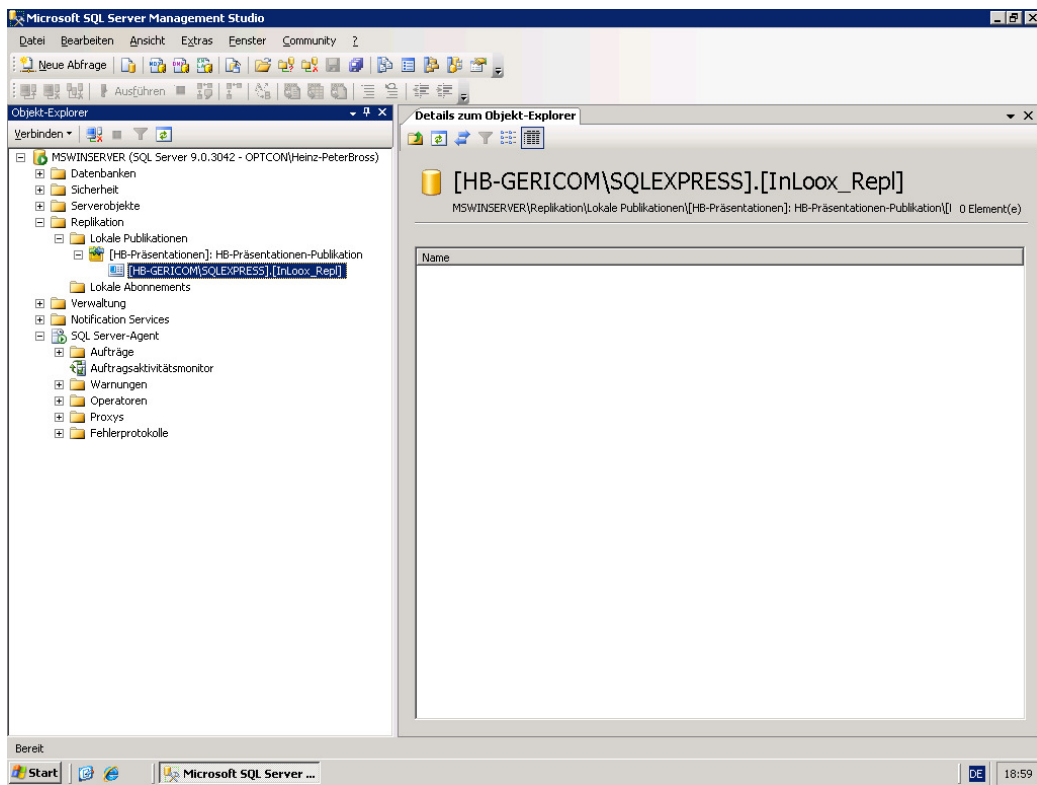 Microsoft SQL Server Management Studio
Datei Bearbeiten Ansicht Extras Fenster Community ?
Neue Abfrage
Ausführen
Objekt-Explorer
Verbinden
MSWINSERVER (SQL Server 9.0.3042 - OPTCON\Heinz-PeterBross)
Datenbanken
Sicherheit
Serverobjekte
Replikation
Lokale Publikationen
[HB-Präsentationen]: HB-Präsentationen-Publikation
[HB-GERICOM\SQLEXPRESS].[InLoox_Repl]
Lokale Abonnements
Verwaltung
Notification Services
SQL Server-Agent
Aufträge
Auftragsaktivitätsmonitor
Warnungen
Operatoren
Proxys
Fehlerprotokolle
Details zum Objekt-Explorer
[HB-GERICOM\SQLEXPRESS].[InLoox_Repl]
MSWINSERVER\Replikation\Lokale Publikationen\[HB-Präsentationen]: HB-Präsentationen-Publikation\[I 0 Element(e)
Name
Bereit
Start Microsoft SQL Server ... DE 18:59